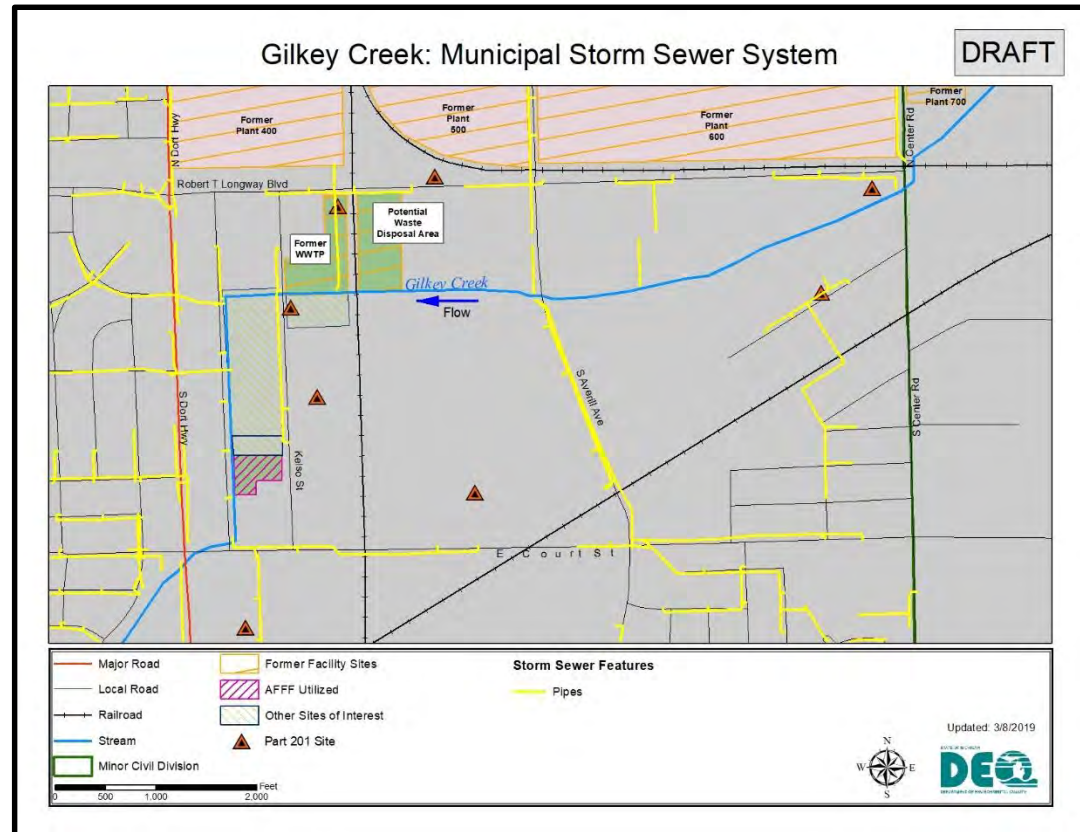 Gilkey Creek: Municipal Storm Sewer System
DRAFT
Former
Plant 400
Former
Plant
500
Former
Plant
600
Former
Plant 700
N Dort Hwy
N Center Rd
Robert T Longway Blvd
Former
WWTP
Potential
Waste
Disposal Area
Gilkey Creek
Flow
S Dort Hwy
Kelso St
S Averill Ave
S Center Rd
E Court St
Major Road
Local Road
Railroad
Stream
Minor Civil Division
Former Facility Sites
AFFF Utilized
Other Sites of Interest
Part 201 Site
Storm Sewer Features
Pipes
Feet
0 500 1,000 2,000
Updated: 3/8/2019
N
W E
S
DEQ